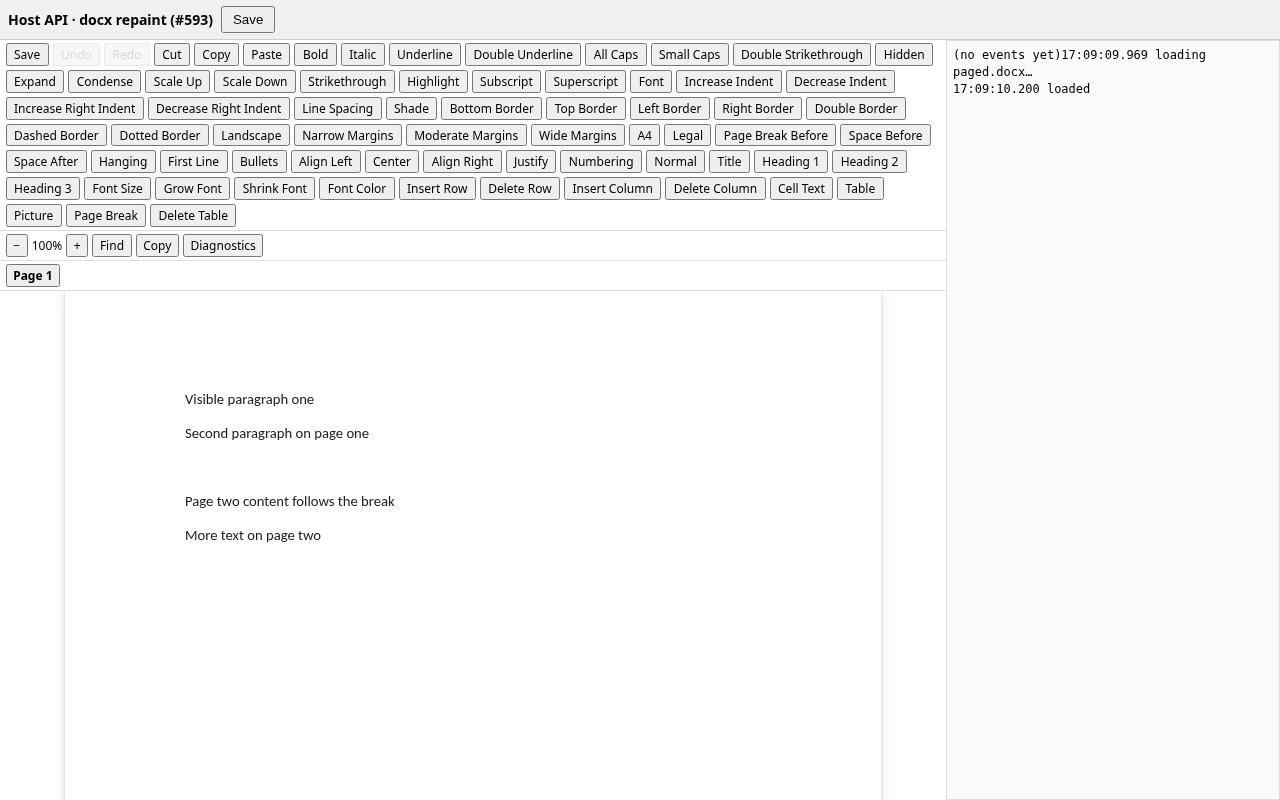 Host API · docx repaint (#593) Save
Save Undo Redo Cut Copy Paste Bold Italic Underline Double Underline All Caps Small Caps Double Strikethrough Hidden
Expand Condense Scale Up Scale Down Strikethrough Highlight Subscript Superscript Font Increase Indent Decrease Indent
Increase Right Indent Decrease Right Indent Line Spacing Shade Bottom Border Top Border Left Border Right Border Double Border
Dashed Border Dotted Border Landscape Narrow Margins Moderate Margins Wide Margins A4 Legal Page Break Before Space Before
Space After Hanging First Line Bullets Align Left Center Align Right Justify Numbering Normal Title Heading 1 Heading 2
Heading 3 Font Size Grow Font Shrink Font Font Color Insert Row Delete Row Insert Column Delete Column Cell Text Table
Picture Page Break Delete Table
− 100% + Find Copy Diagnostics
Page 1
Visible paragraph one
Second paragraph on page one
Page two content follows the break
More text on page two
(no events yet)17:09:09.969 loading
paged.docx…
17:09:10.200 loaded